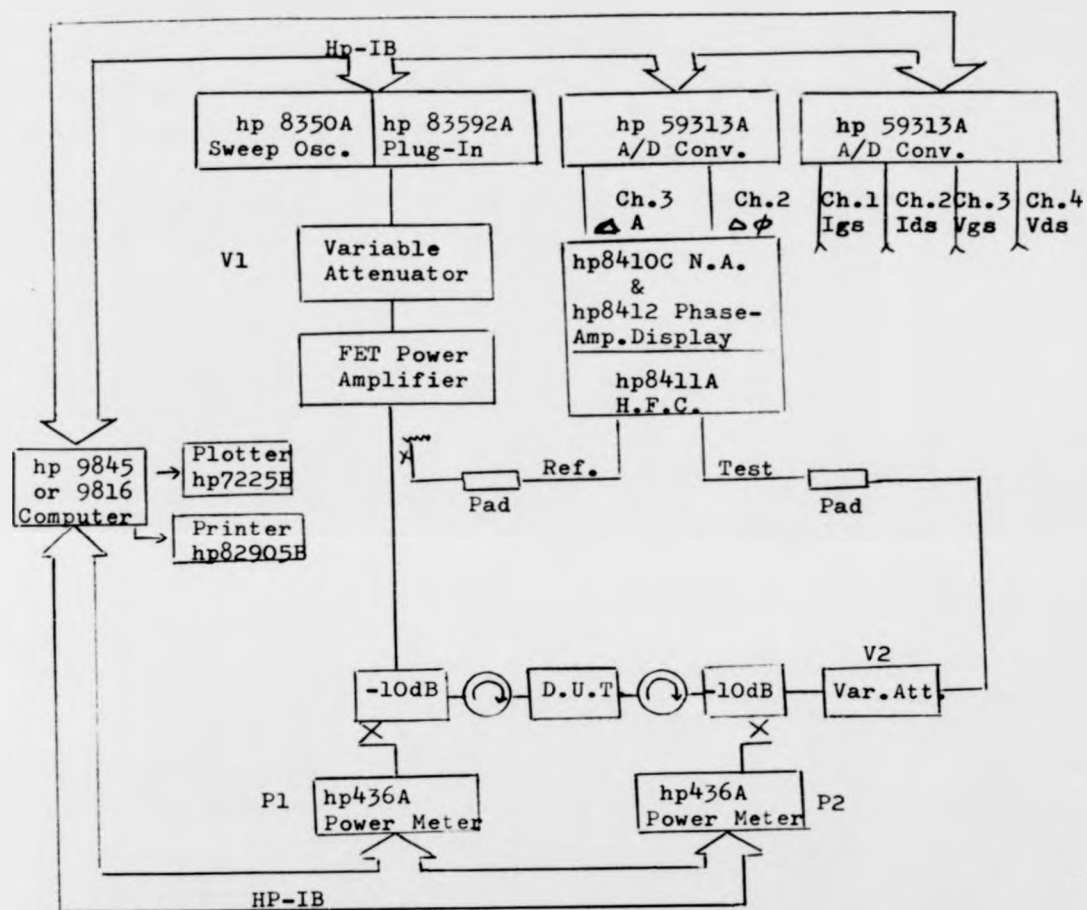 Hp-IB
hp 8350A
Sweep Osc.
hp 83592A
Plug-In
hp 59313A
A/D Conv.
hp 59313A
A/D Conv.
Ch.3
Δ A
Ch.2
Δ φ
Ch.1
Igs
Ch.2
Ids
Ch.3
Vgs
Ch.4
Vds
V1
Variable
Attenuator
hp8410C N.A.
&
hp8412 Phase-
Amp.Display
hp8411A
H.F.C.
FET Power
Amplifier
hp 9845
or 9816
Computer
Plotter
hp7225B
Printer
hp82905B
Ref.
Pad
Test
Pad
-10dB
D.U.T
-10dB
V2
Var.Att.
P1
hp436A
Power Meter
hp436A
Power Meter
P2
HP-IB